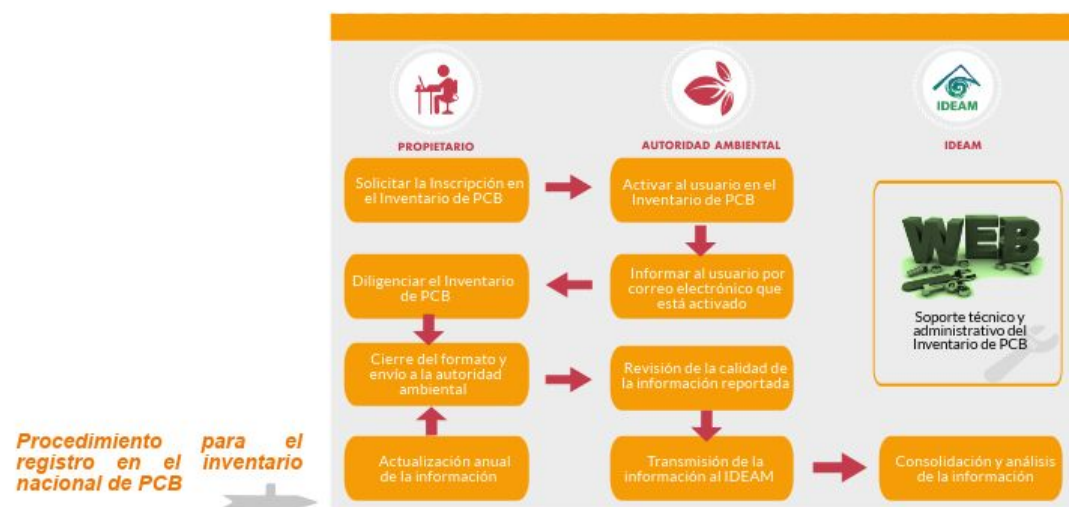 IDEAM
PROPIETARIO
AUTORIDAD AMBIENTAL
IDEAM
Solicitar la Inscripción en
el Inventario de PCB
Activar al usuario en el
Inventario de PCB
WEB
Soporte técnico y
administrativo del
Inventario de PCB
Diligenciar el Inventario
de PCB
Informar al usuario por
correo electrónico que
está activado
Cierre del formato y
envío a la autoridad
ambiental
Revisión de la calidad de
la información reportada
Procedimiento para el
registro en el inventario
nacional de PCB
Actualización anual
de la información
Transmisión de la
información al IDEAM
Consolidación y análisis
de la información